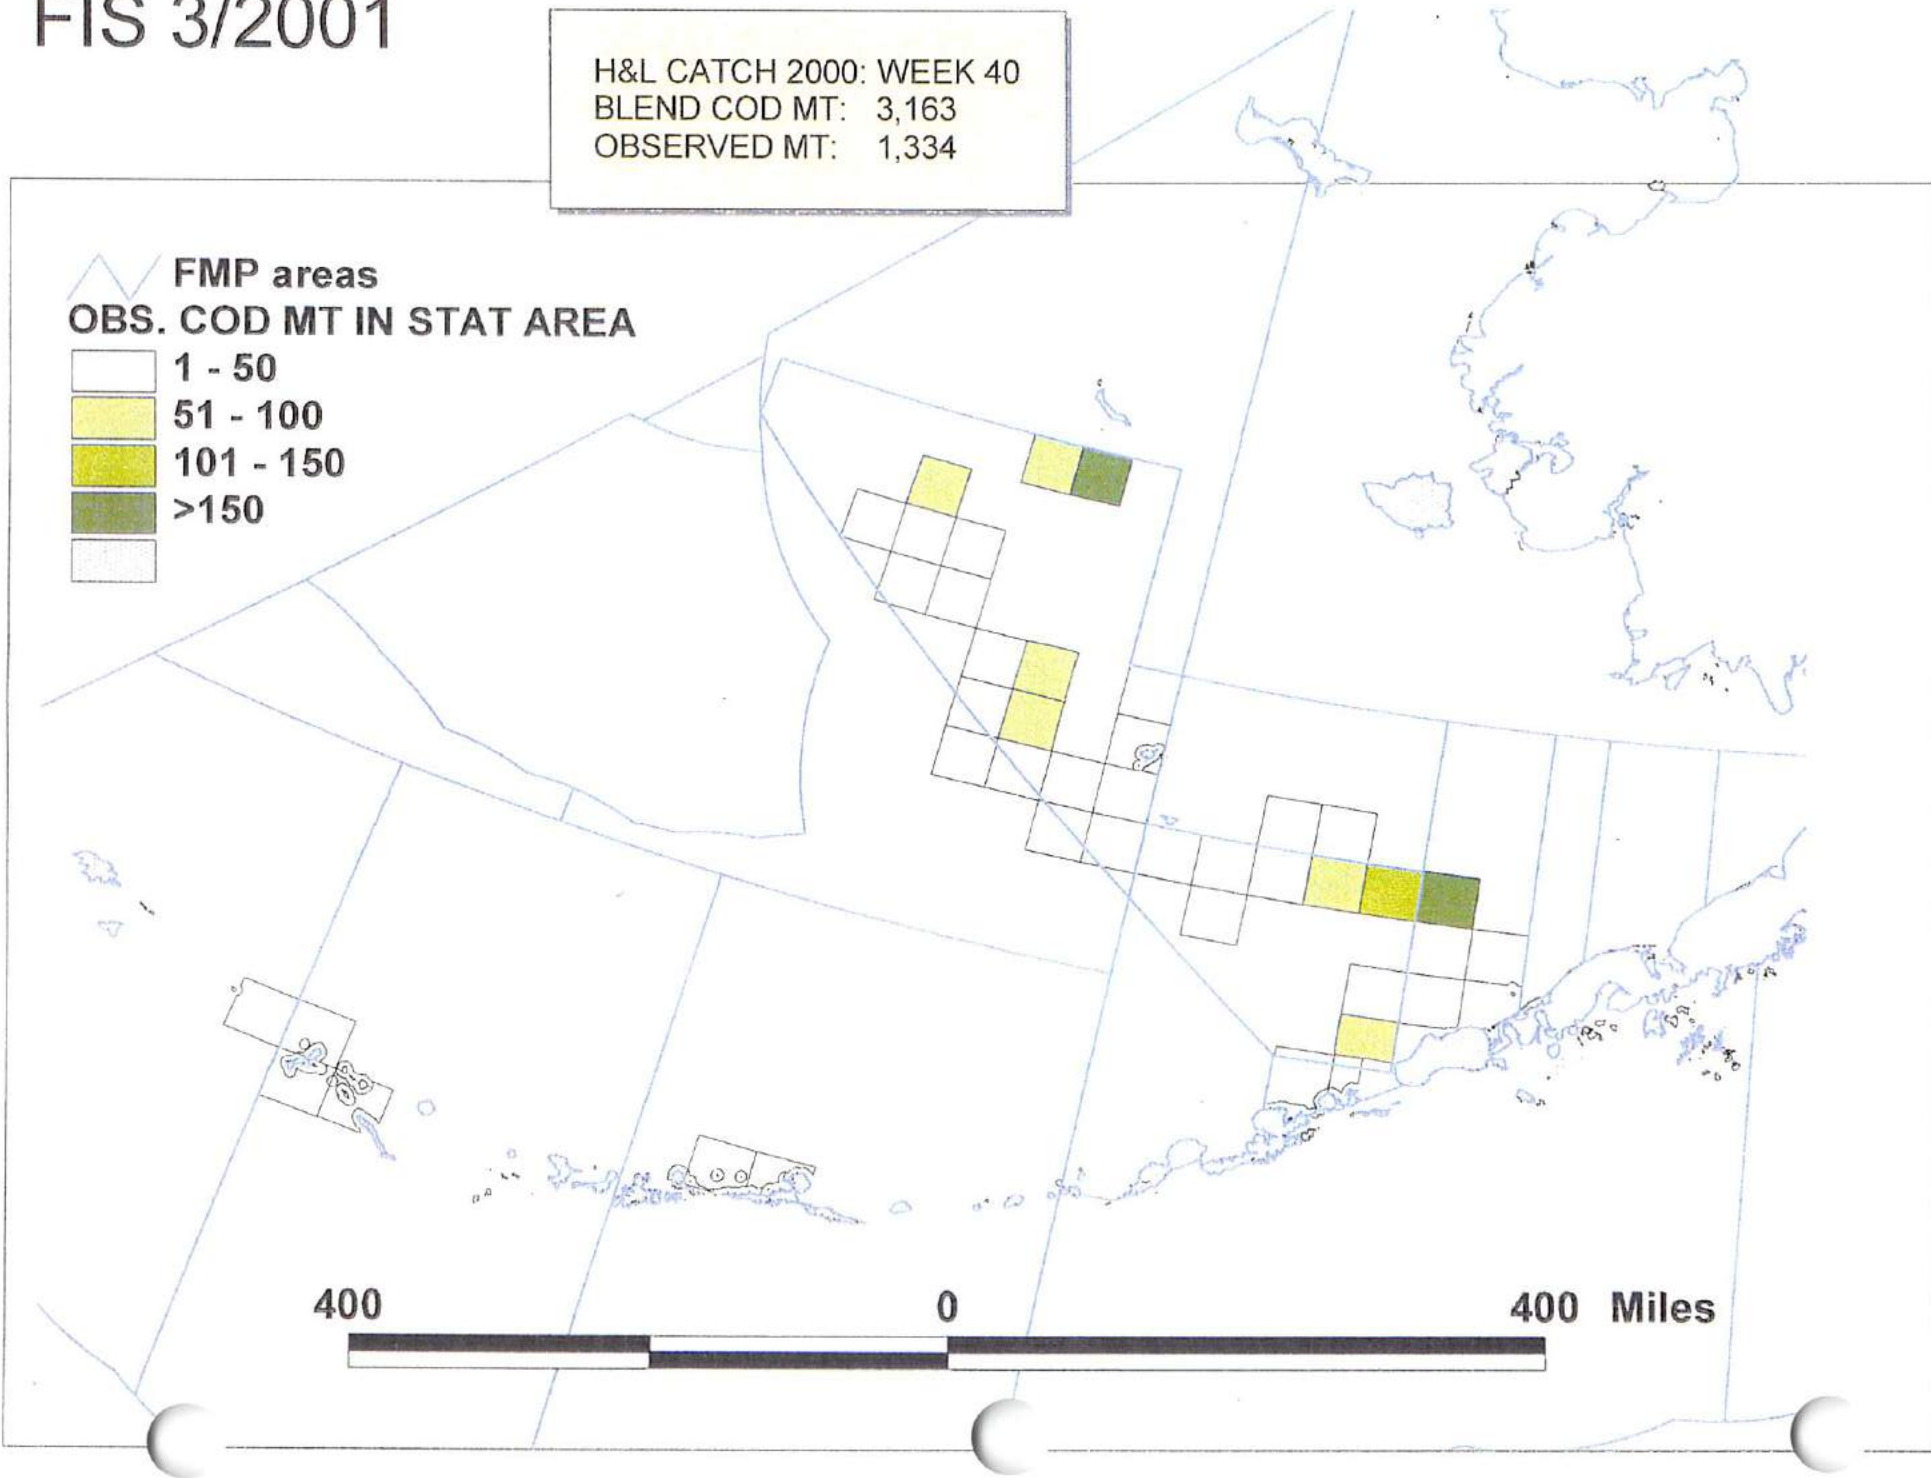 FIS 3/2001
H&L CATCH 2000: WEEK 40
BLEND COD MT: 3,163
OBSERVED MT: 1,334
FMP areas
OBS. COD MT IN STAT AREA
1 - 50
51 - 100
101 - 150
>150
400 0 400 Miles